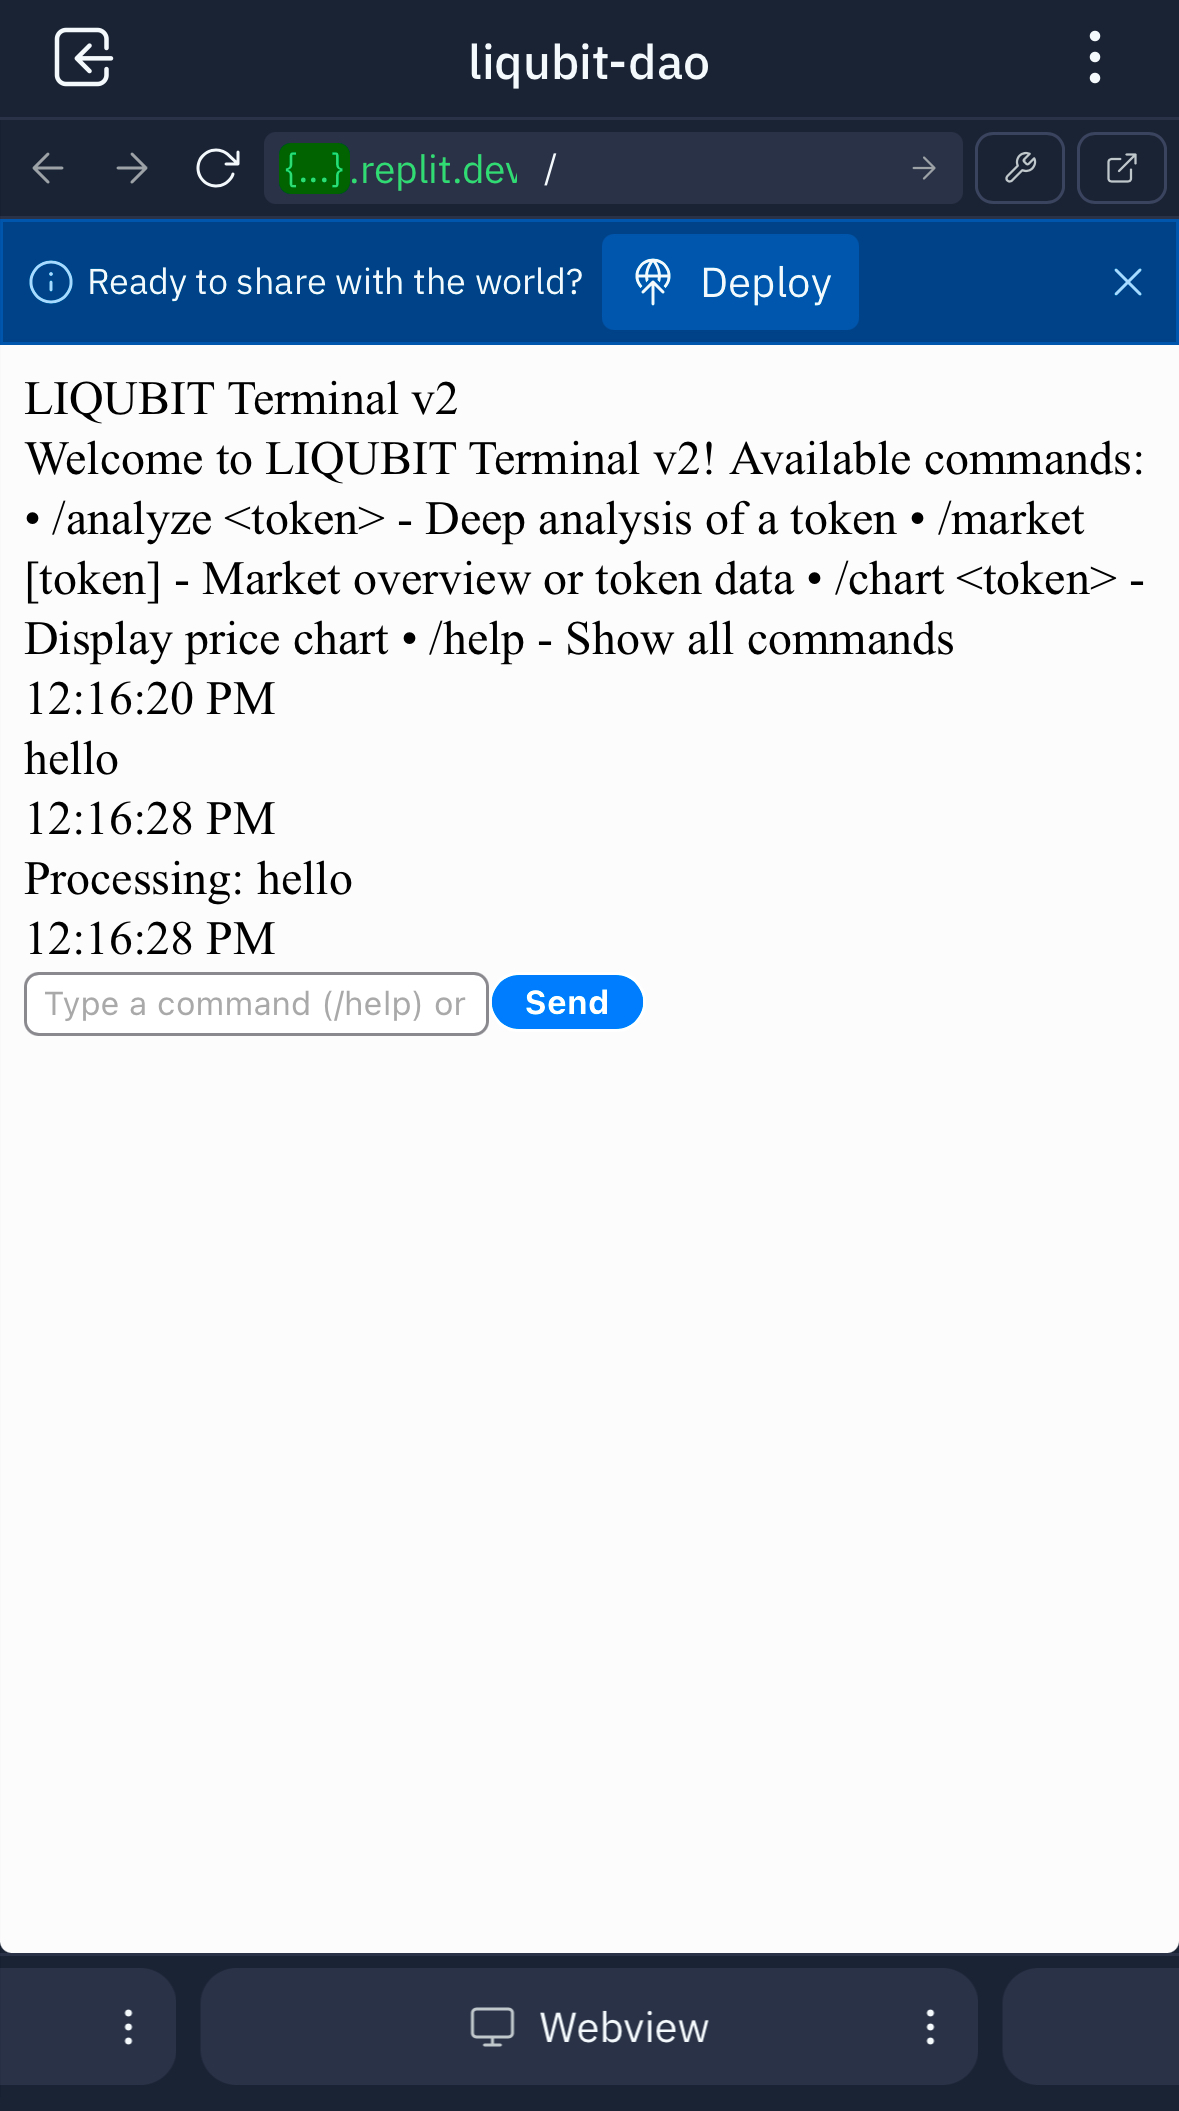 liqubit-dao
{...}.replit.dev /
Ready to share with the world? Deploy
LIQUBIT Terminal v2
Welcome to LIQUBIT Terminal v2! Available commands:
• /analyze <token> - Deep analysis of a token • /market
[token] - Market overview or token data • /chart <token> -
Display price chart • /help - Show all commands
12:16:20 PM
hello
12:16:28 PM
Processing: hello
12:16:28 PM
Type a command (/help) or Send
Webview